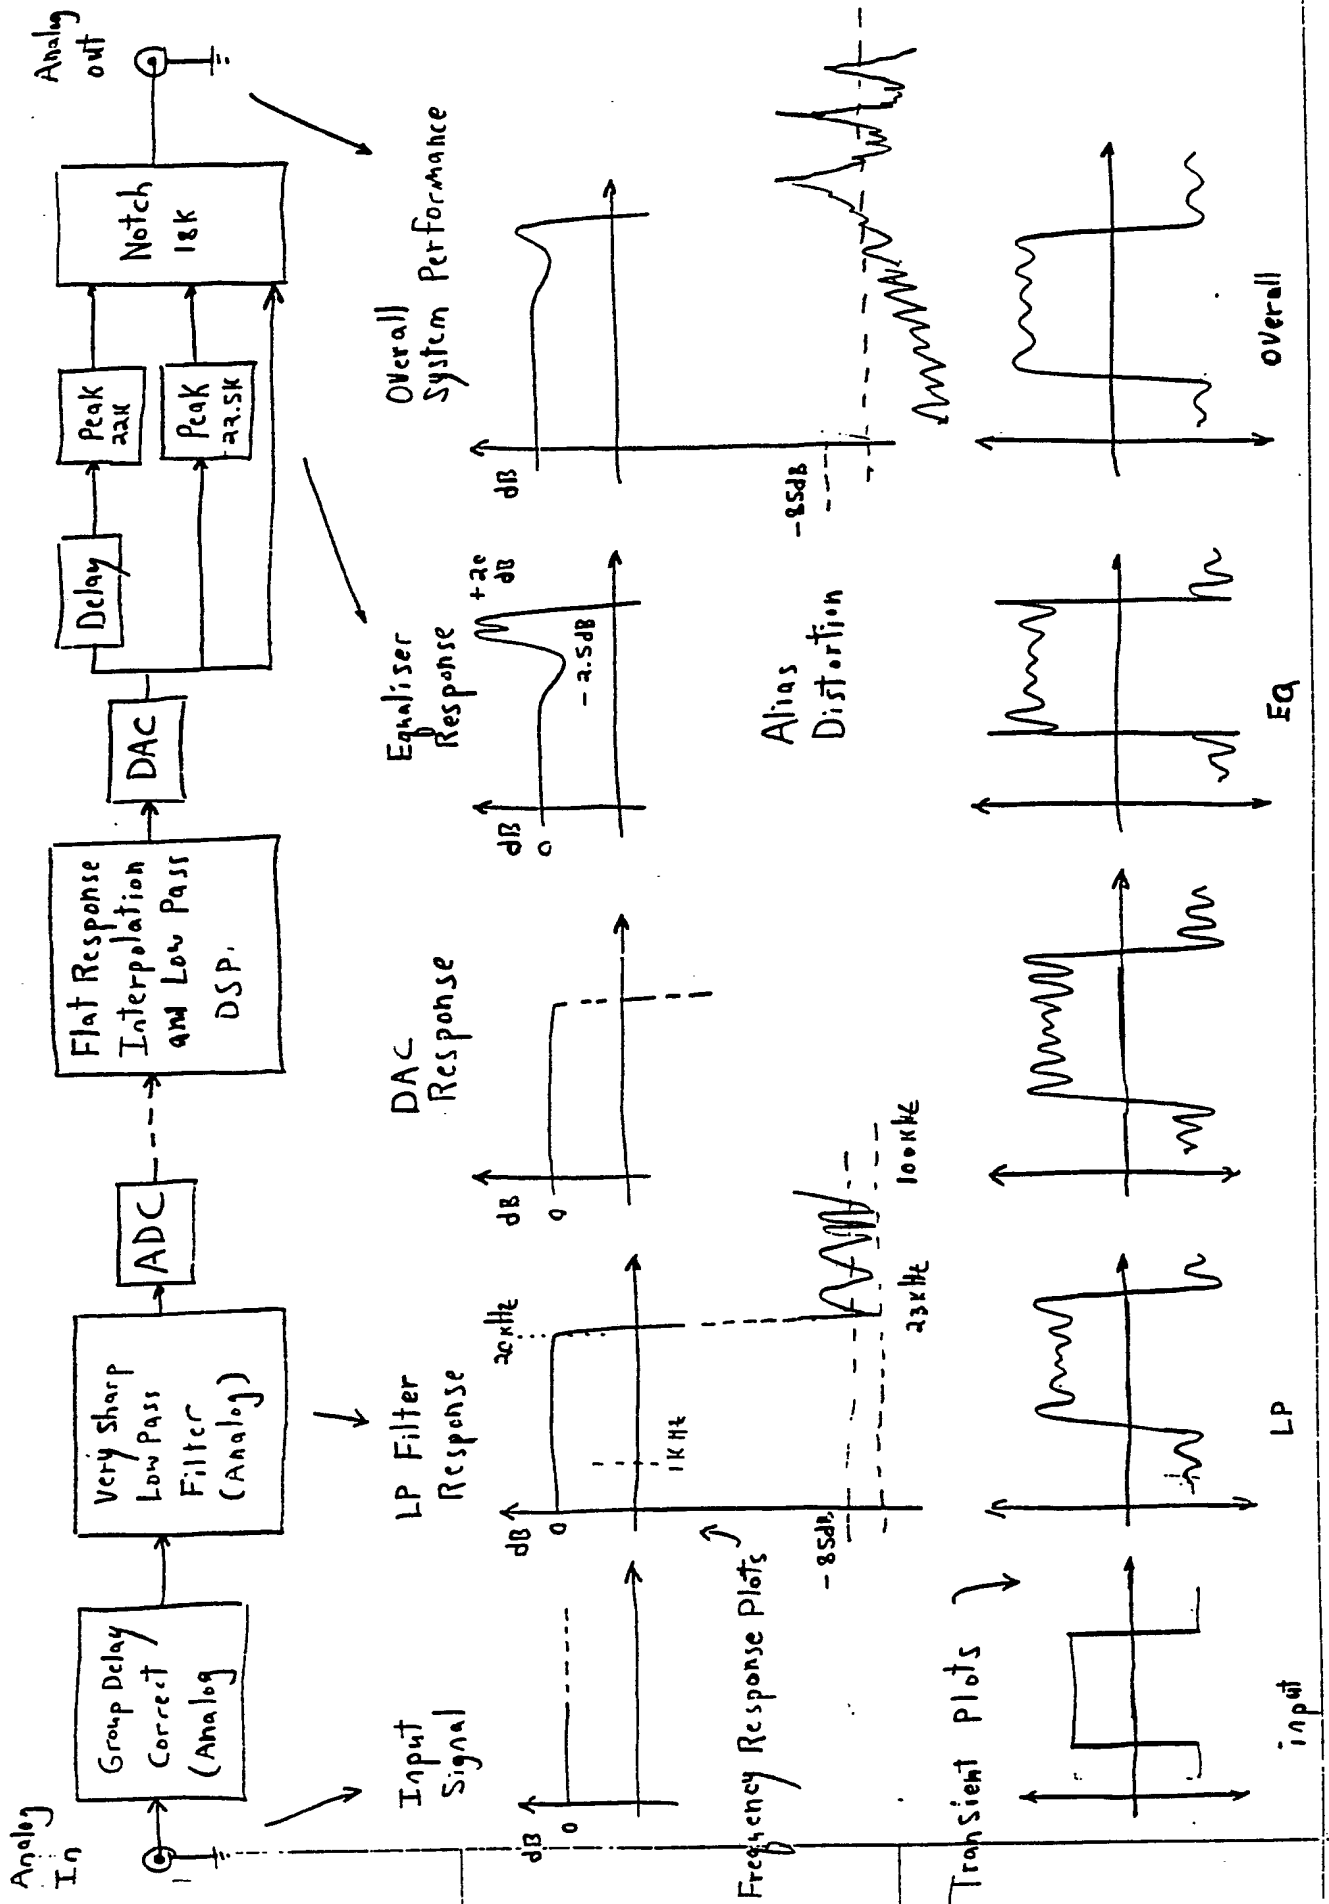 Analog
In
Group Delay
Correct
(Analog)
Very Sharp
Low Pass
Filter
(Analog)
ADC
Flat Response
Interpolation
and Low Pass
DSP.
DAC
Delay
Peak
22K
Peak
22.5K
Notch
18K
Analog
out
Input
Signal
LP Filter
Response
DAC
Response
Equaliser
Response
Overall
System Performance
dB
0
dB
0
20KHz
1KHz
-85dB
23KHz
100KHz
dB
0
dB
0
+20
dB
-2.5dB
dB
-85dB
Frequency Response Plots
Alias
Distortion
Transient Plots
input
LP
EQ
Overall